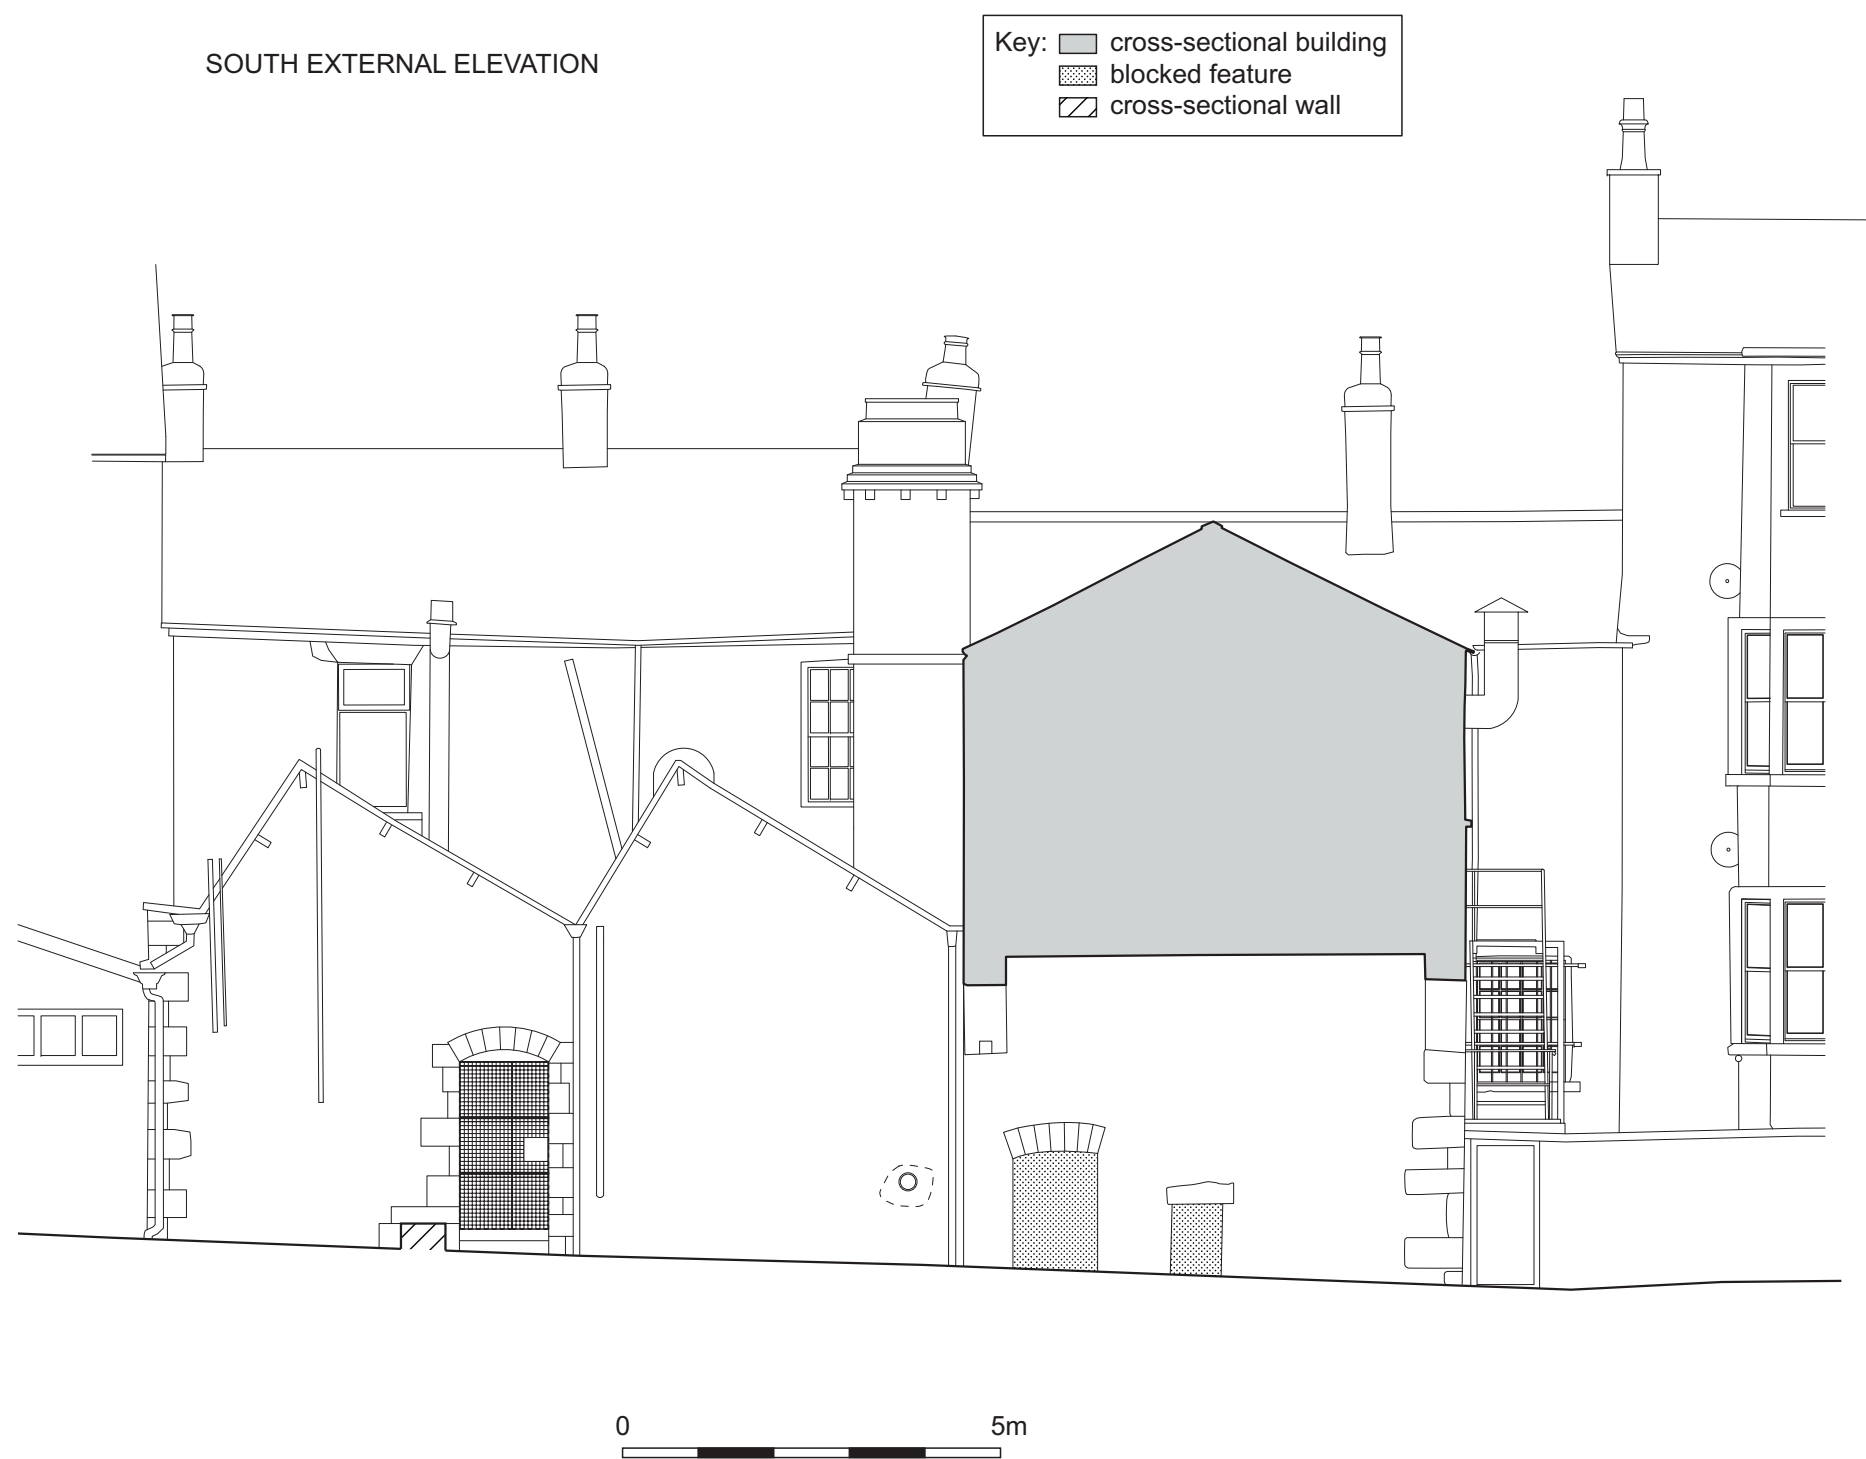 SOUTH EXTERNAL ELEVATION
Key: cross-sectional building
blocked feature
cross-sectional wall
0 5m